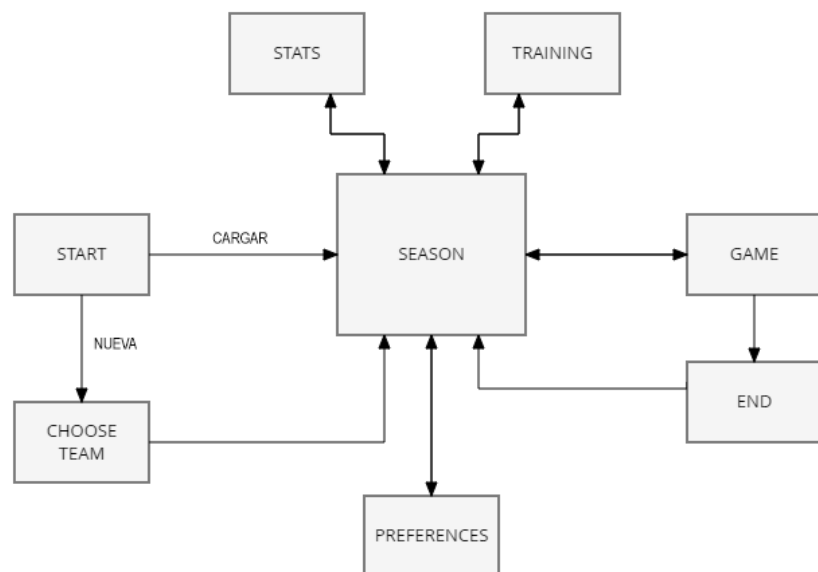 STATS
TRAINING
START
CARGAR
SEASON
GAME
NUEVA
CHOOSE
TEAM
END
PREFERENCES